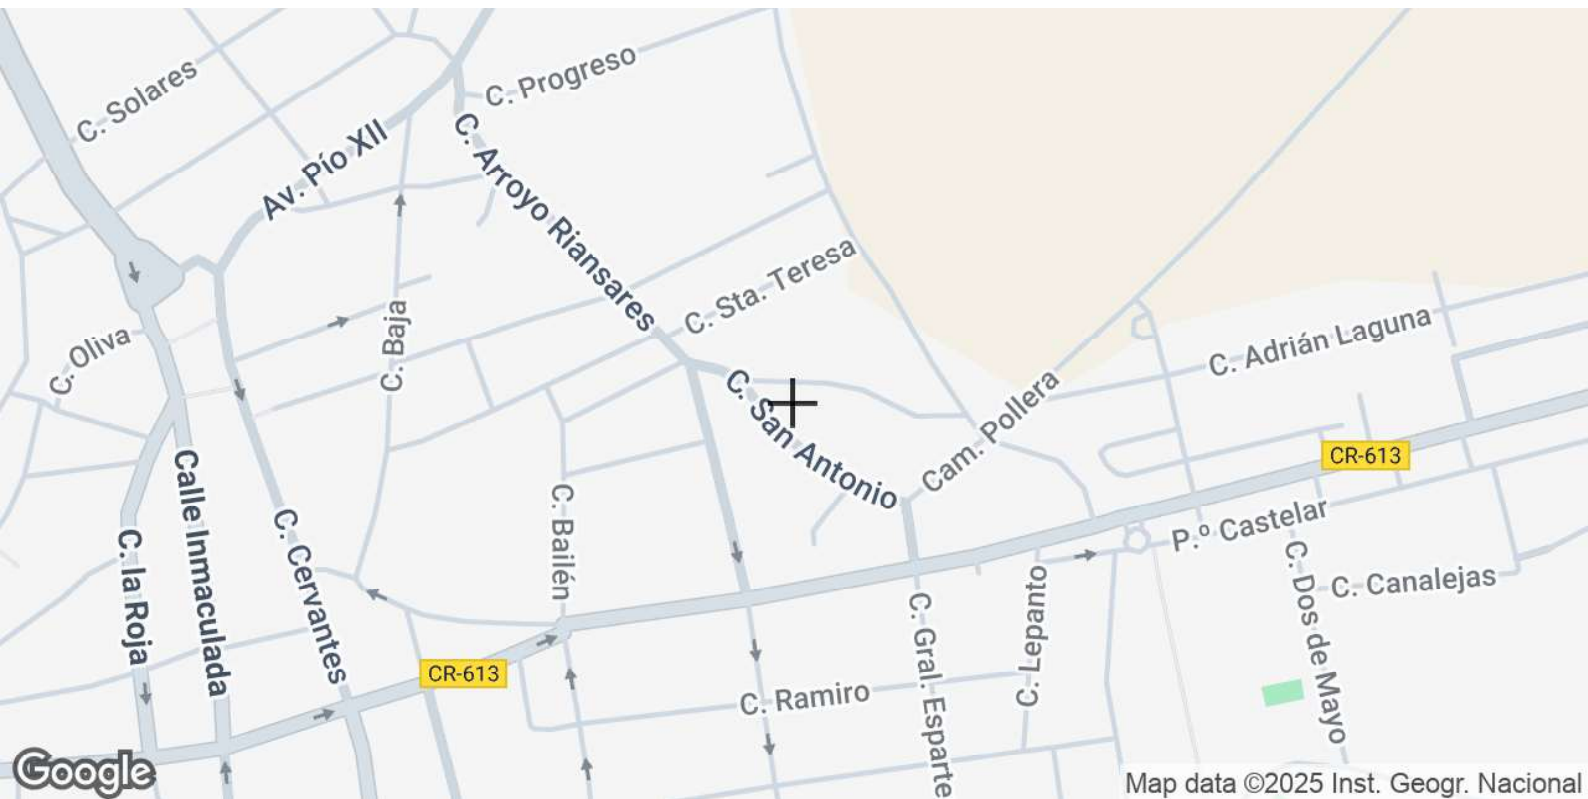 C. Progreso
C. Solares
Av. Pío XII
C. Arroyo Riansares
C. Sta. Teresa
C. Baja
C. Oliva
C. Adrián Laguna
C. San Antonio
Cam. Pollera
CR-613
Calle Inmaculada
C. Bailén
C. Cervantes
C. la Roja
P.º Castelar
C. Dos de Mayo
C. Canalejas
C. Lepanto
C. Gral. Esparte
CR-613
C. Ramiro
Google
Map data ©2025 Inst. Geogr. Nacional